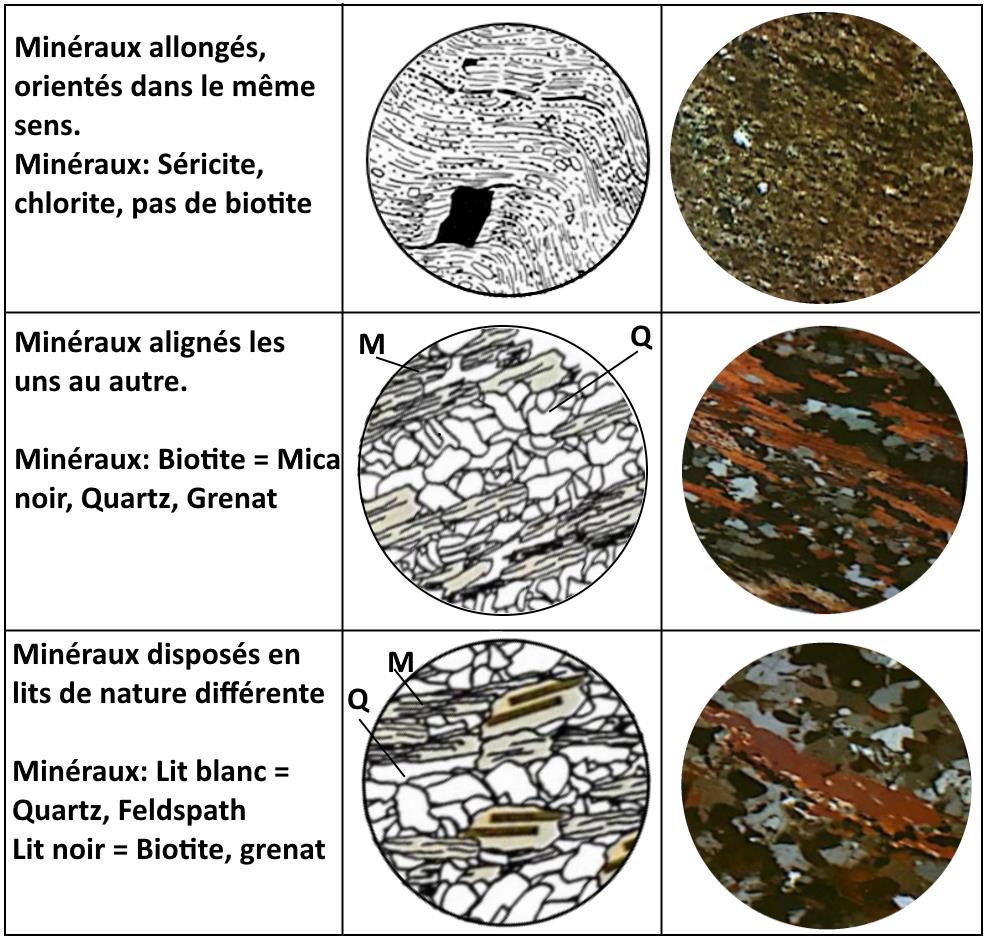 Minéraux allongés,
orientés dans le même
sens.
Minéraux: Séricite,
chlorite, pas de biotite
M
Q
Minéraux alignés les
uns au autre.
Minéraux: Biotite = Mica
noir, Quartz, Grenat
M
Q
Minéraux disposés en
lits de nature différente
Minéraux: Lit blanc =
Quartz, Feldspath
Lit noir = Biotite, grenat